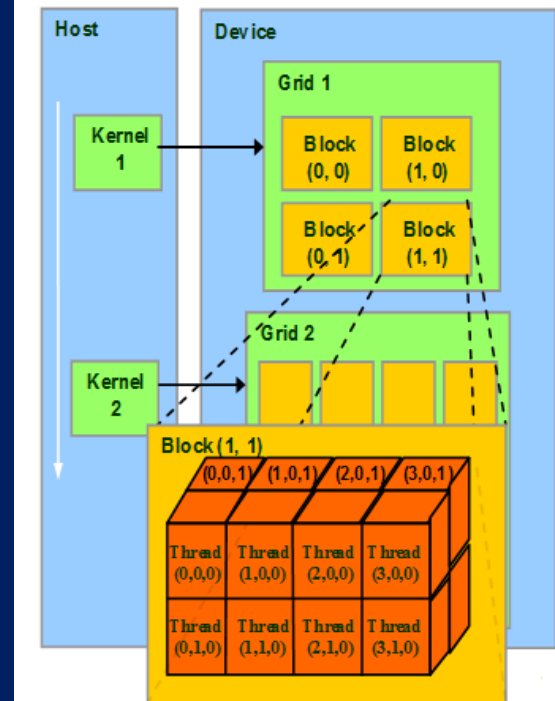 Host
Device
Grid 1
Kernel
1
Block
(0, 0)
Block
(1, 0)
Block
(0, 1)
Block
(1, 1)
Grid 2
Kernel
2
Block (1, 1)
(0,0,1) (1,0,1) (2,0,1) (3,0,1)
Thread
(0,0,0)
Thread
(1,0,0)
Thread
(2,0,0)
Thread
(3,0,0)
Thread
(0,1,0)
Thread
(1,1,0)
Thread
(2,1,0)
Thread
(3,1,0)